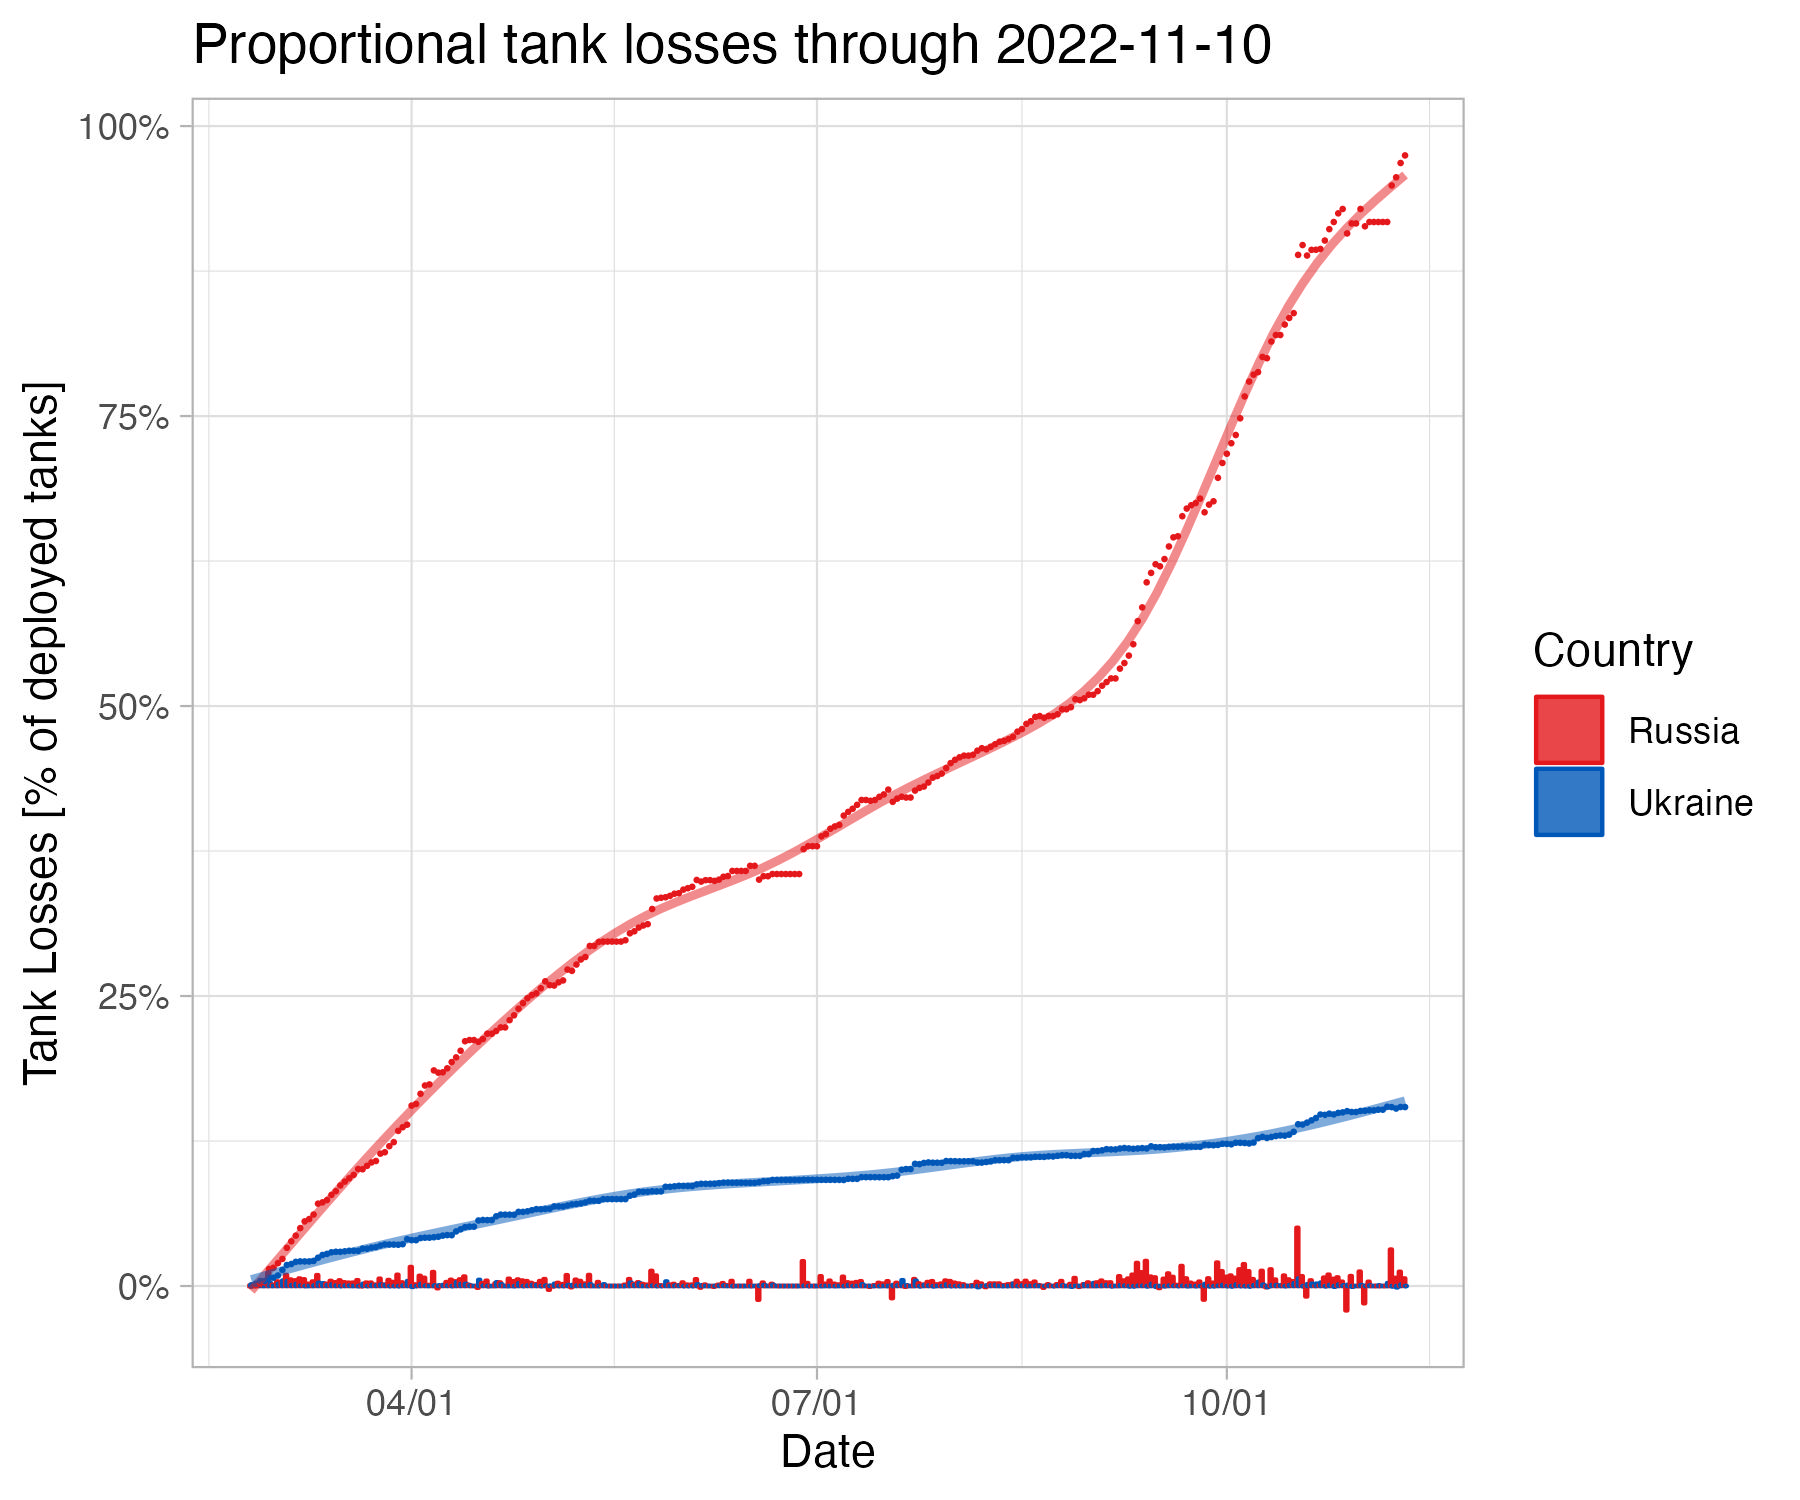 Proportional tank losses through 2022-11-10
Tank Losses [% of deployed tanks]
100%
75%
50%
25%
0%
04/01
07/01
10/01
Date
Country
Russia
Ukraine